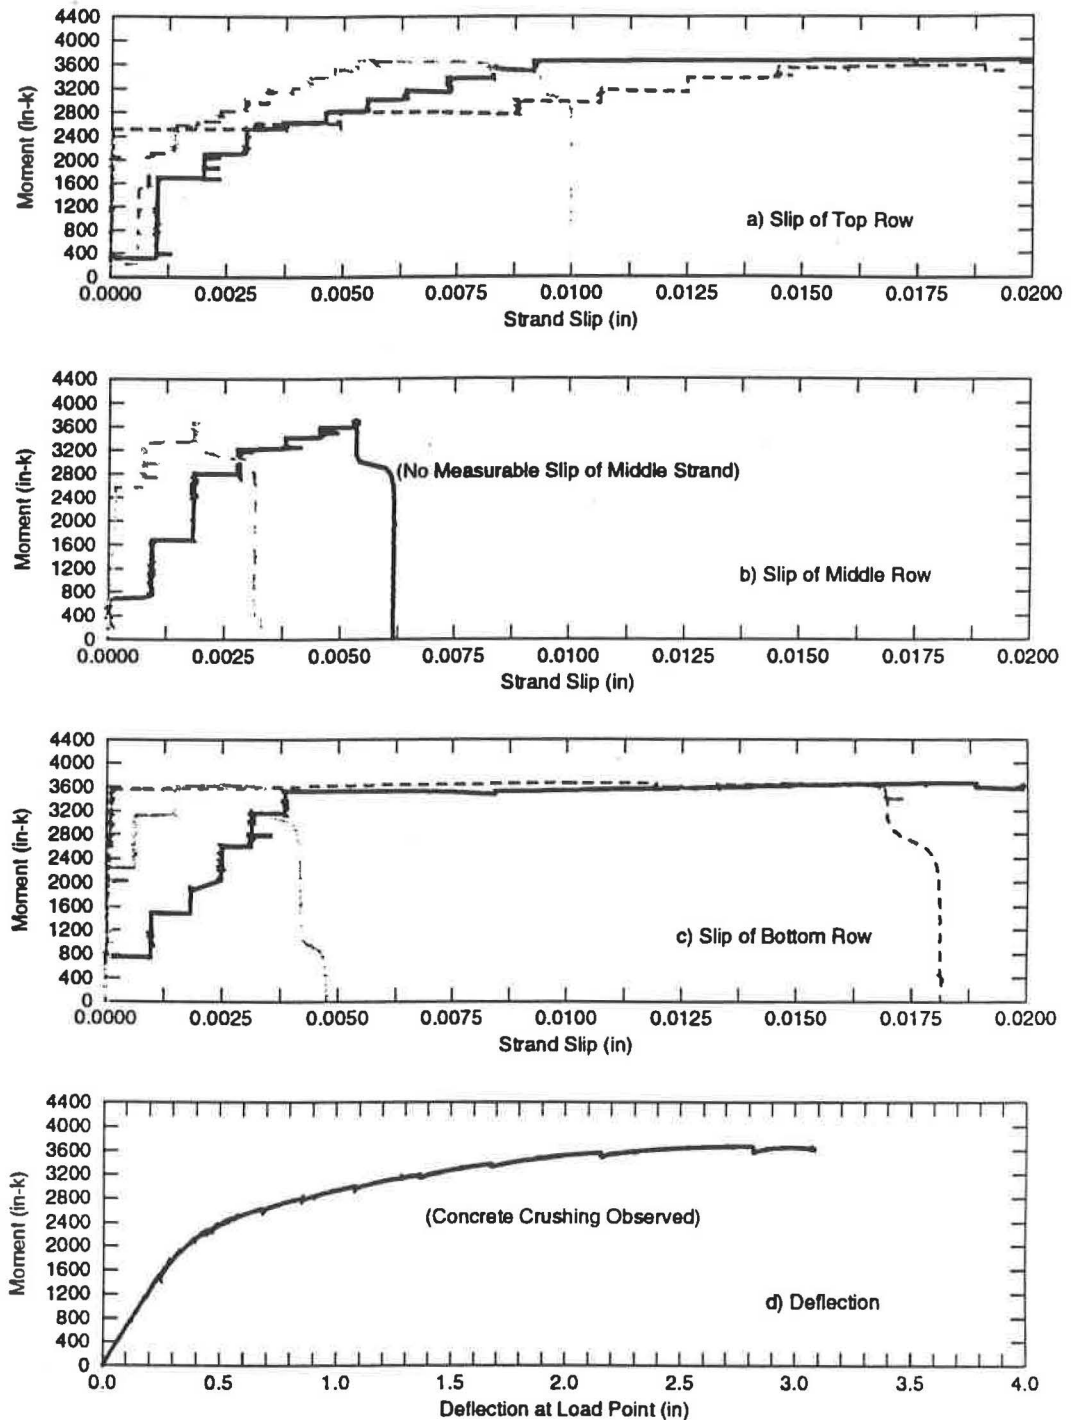 4400
4000
3600
3200
2800
2400
2000
1600
1200
800
400
0
Moment (in-k)
a) Slip of Top Row
0.0000 0.0025 0.0050 0.0075 0.0100 0.0125 0.0150 0.0175 0.0200
Strand Slip (in)
4400
4000
3600
3200
2800
2400
2000
1600
1200
800
400
0
Moment (in-k)
(No Measurable Slip of Middle Strand)
b) Slip of Middle Row
0.0000 0.0025 0.0050 0.0075 0.0100 0.0125 0.0150 0.0175 0.0200
Strand Slip (in)
4400
4000
3600
3200
2800
2400
2000
1600
1200
800
400
0
Moment (in-k)
c) Slip of Bottom Row
0.0000 0.0025 0.0050 0.0075 0.0100 0.0125 0.0150 0.0175 0.0200
Strand Slip (in)
4400
4000
3600
3200
2800
2400
2000
1600
1200
800
400
0
Moment (in-k)
(Concrete Crushing Observed)
d) Deflection
0.0 0.5 1.0 1.5 2.0 2.5 3.0 3.5 4.0
Deflection at Load Point (in)